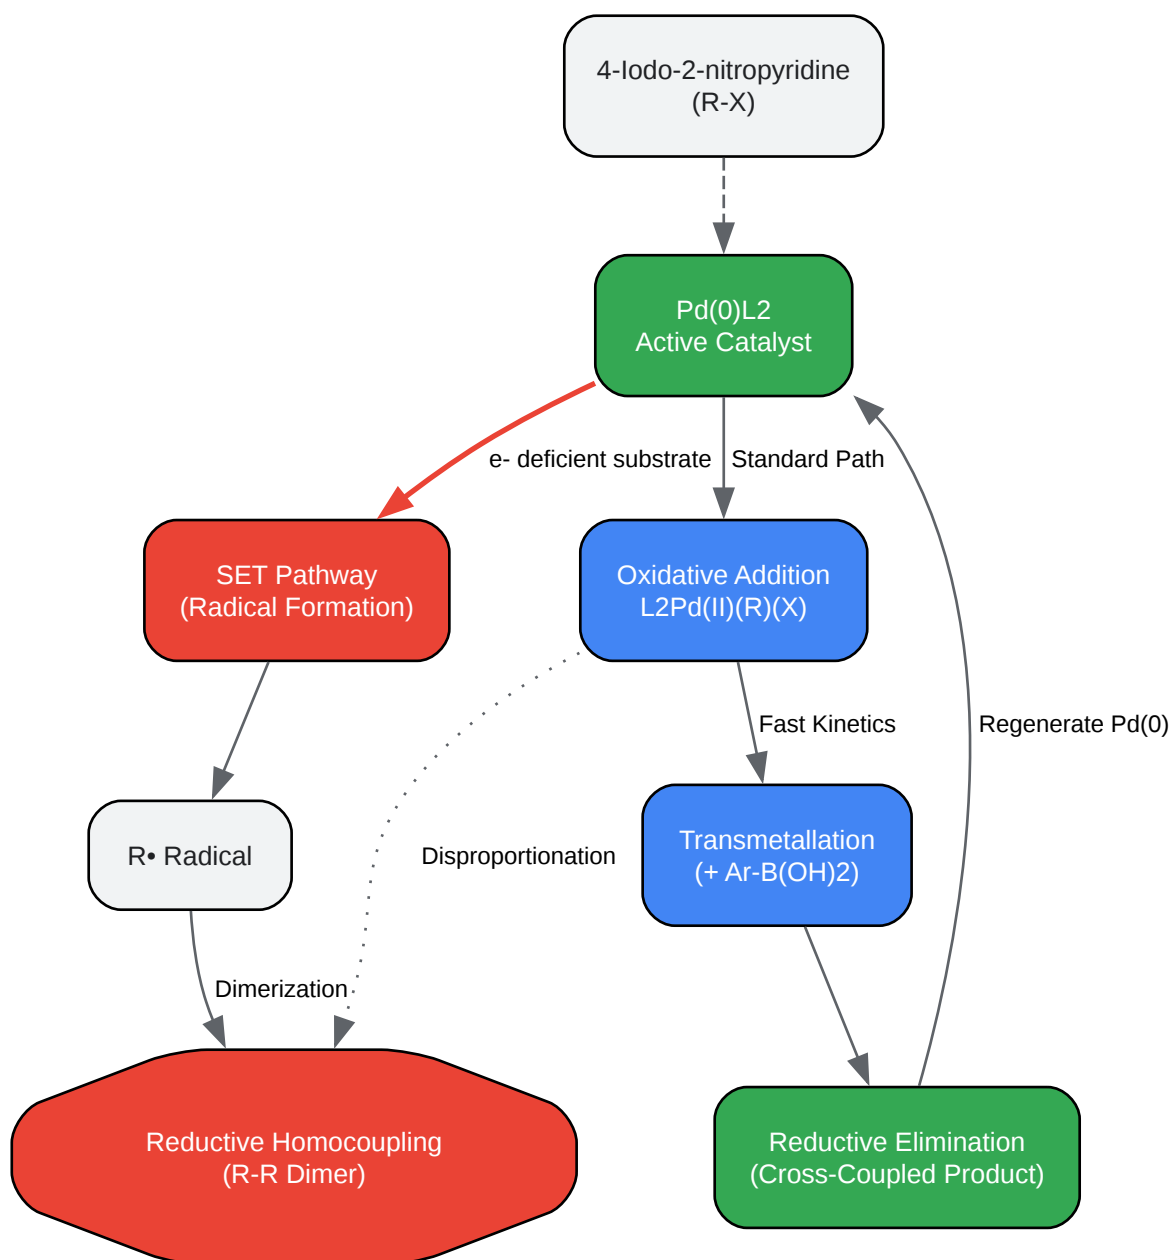 4-Iodo-2-nitropyridine
(R-X)
Pd(0)L2
Active Catalyst
e- deficient substrate
Standard Path
SET Pathway
(Radical Formation)
Oxidative Addition
L2Pd(II)(R)(X)
Fast Kinetics
Regenerate Pd(0)
R• Radical
Disproportionation
Transmetallation
(+ Ar-B(OH)2)
Dimerization
Reductive Homocoupling
(R-R Dimer)
Reductive Elimination
(Cross-Coupled Product)